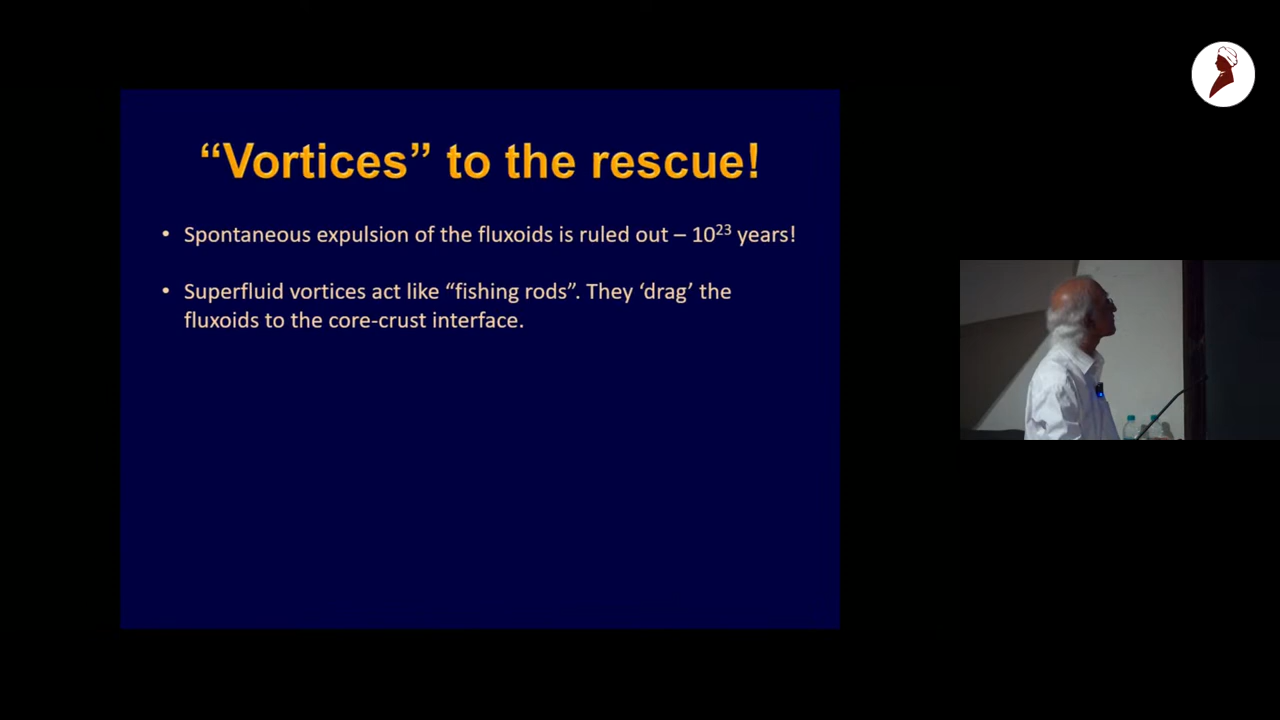 “Vortices” to the rescue!
• Spontaneous expulsion of the fluxoids is ruled out – 10²³ years!
• Superfluid vortices act like “fishing rods”. They ‘drag’ the
fluxoids to the core-crust interface.